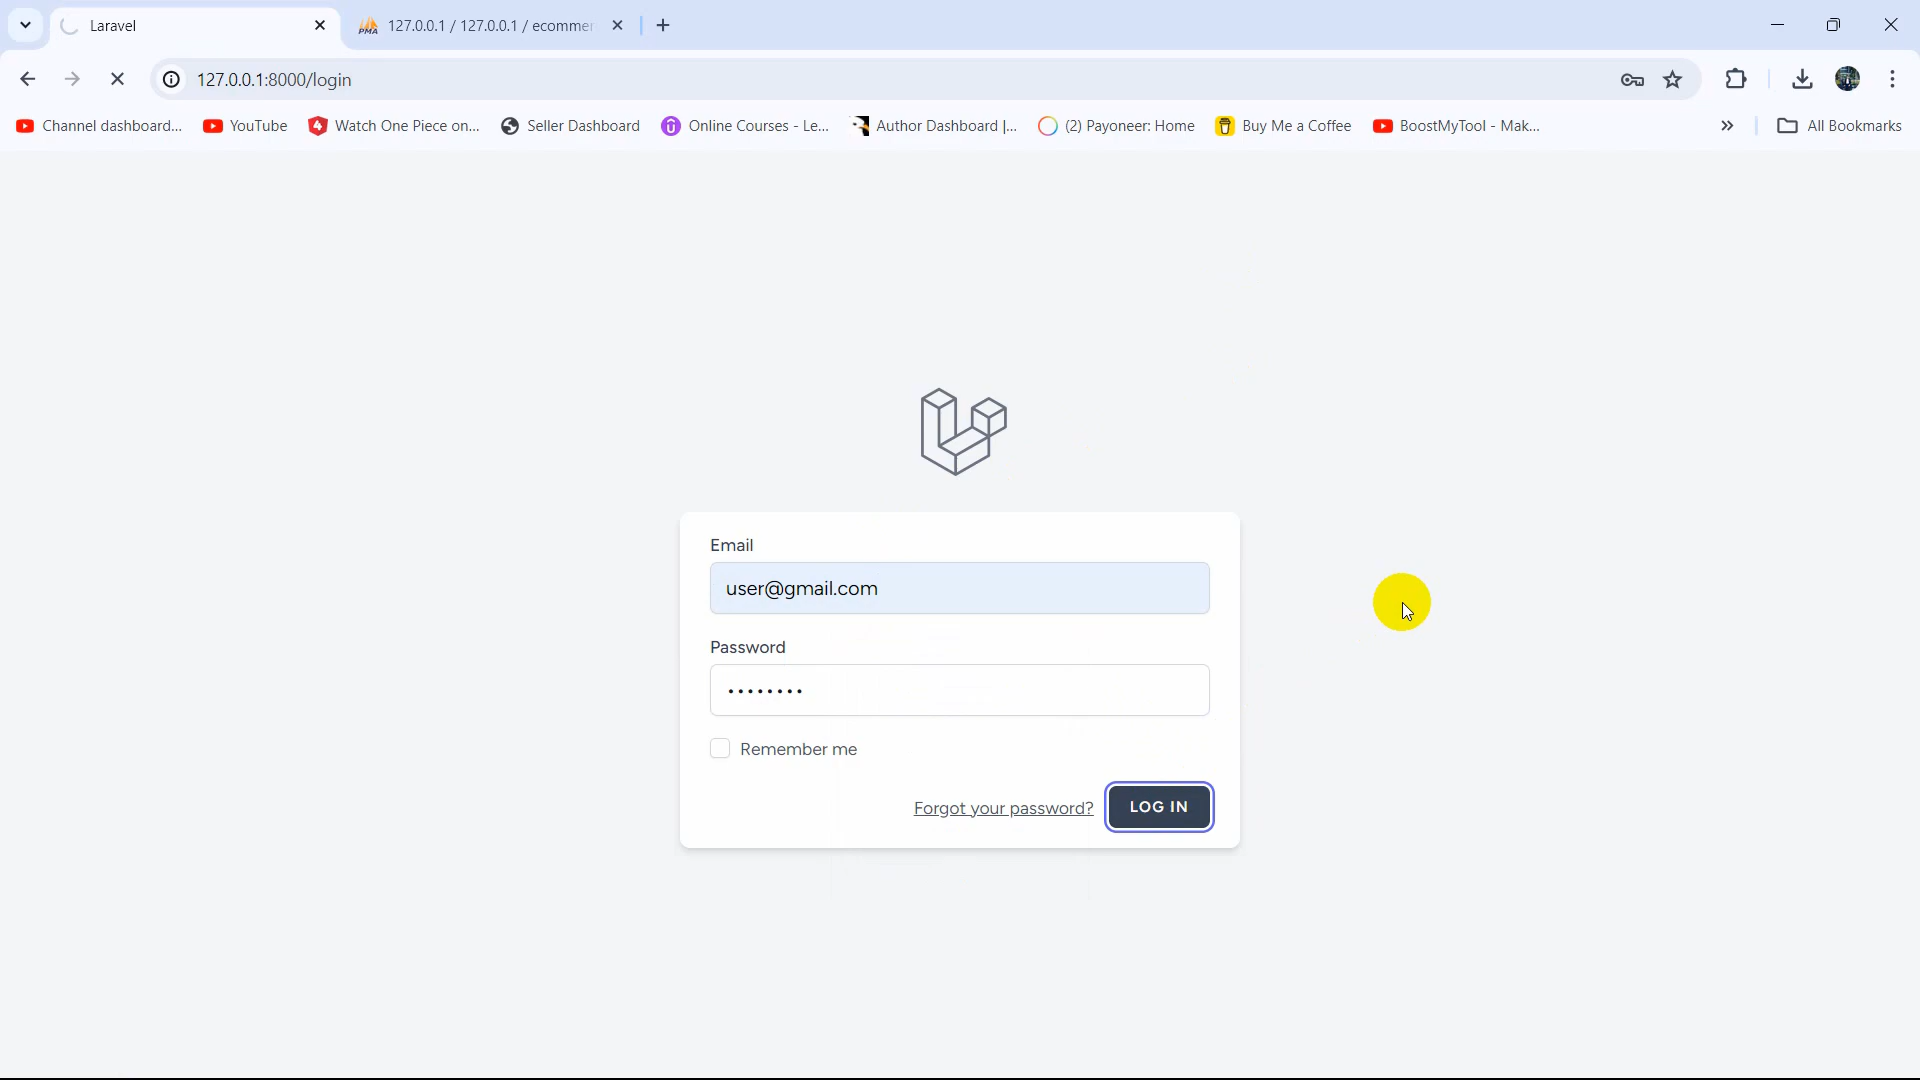 Laravel
PMA 127.0.0.1 / 127.0.0.1 / ecommer
127.0.0.1:8000/login
Channel dashboard... YouTube Watch One Piece on... Seller Dashboard Online Courses - Le... Author Dashboard |... (2) Payoneer: Home Buy Me a Coffee BoostMyTool - Mak... » All Bookmarks
Email
user@gmail.com
Password
••••••••
Remember me
Forgot your password? LOG IN